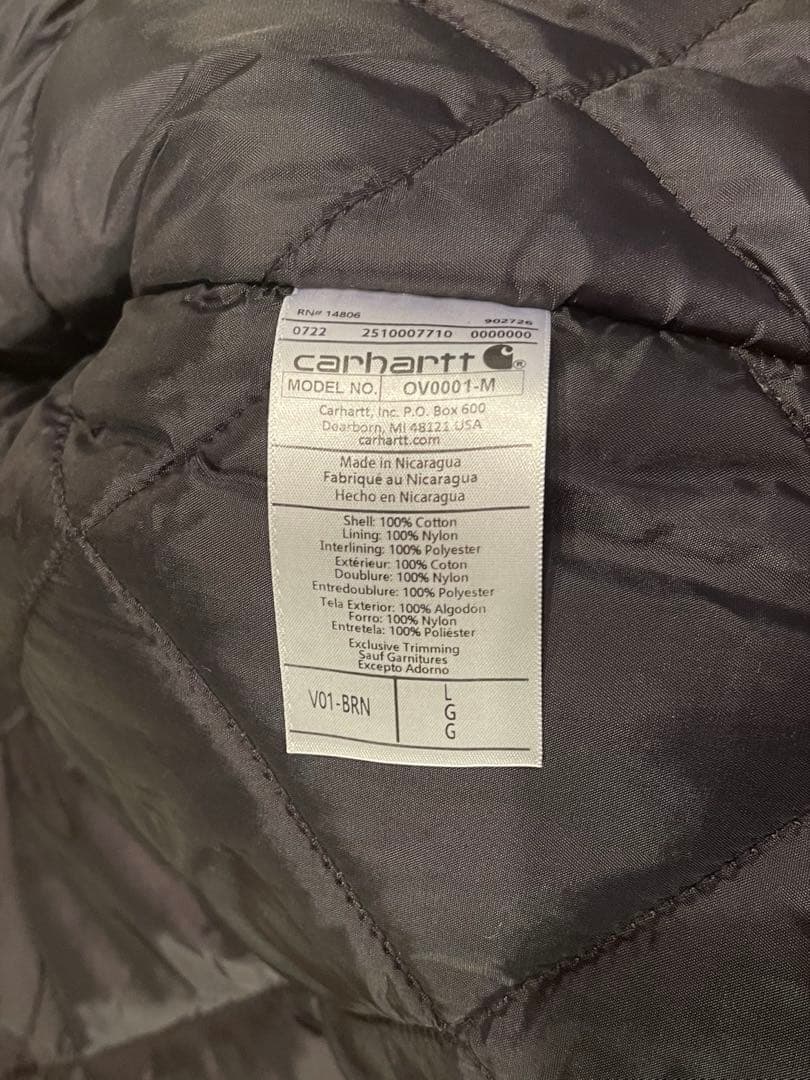 RN# 14806 902726
0722 2510007710 0000000
carhartt ®
MODEL NO. OV0001-M
Carhartt, Inc. P.O. Box 600
Dearborn, MI 48121 USA
carhartt.com
Made in Nicaragua
Fabriqué au Nicaragua
Hecho en Nicaragua
Shell: 100% Cotton
Lining: 100% Nylon
Interlining: 100% Polyester
Extérieur: 100% Coton
Doublure: 100% Nylon
Entredoublure: 100% Polyester
Tela Exterior: 100% Algodón
Forro: 100% Nylon
Entretela: 100% Poliéster
Exclusive Trimming
Sauf Garnitures
Excepto Adorno
V01-BRN
L
G
G